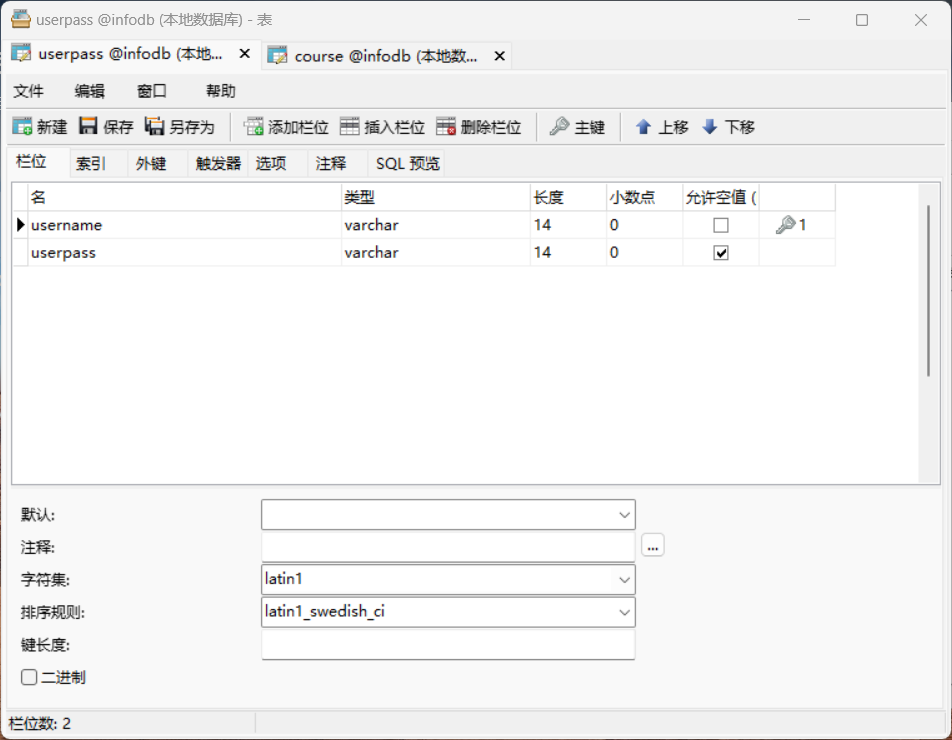 userpass @infodb (本地数据库) - 表
userpass @infodb (本地... course @infodb (本地数...
文件 编辑 窗口 帮助
新建 保存 另存为 添加栏位 插入栏位 删除栏位 主键 上移 下移
栏位 索引 外键 触发器 选项 注释 SQL 预览
名 类型 长度 小数点 允许空值 (
username varchar 14 0 1
userpass varchar 14 0
默认:
注释: ...
字符集: latin1
排序规则: latin1_swedish_ci
键长度:
二进制
栏位数: 2